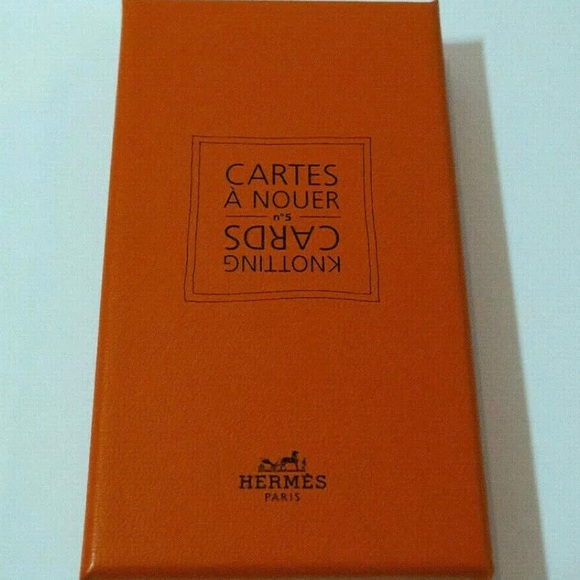 CARTES
À NOUER
n°5
KNOTTING
CARDS
HERMÈS
PARIS